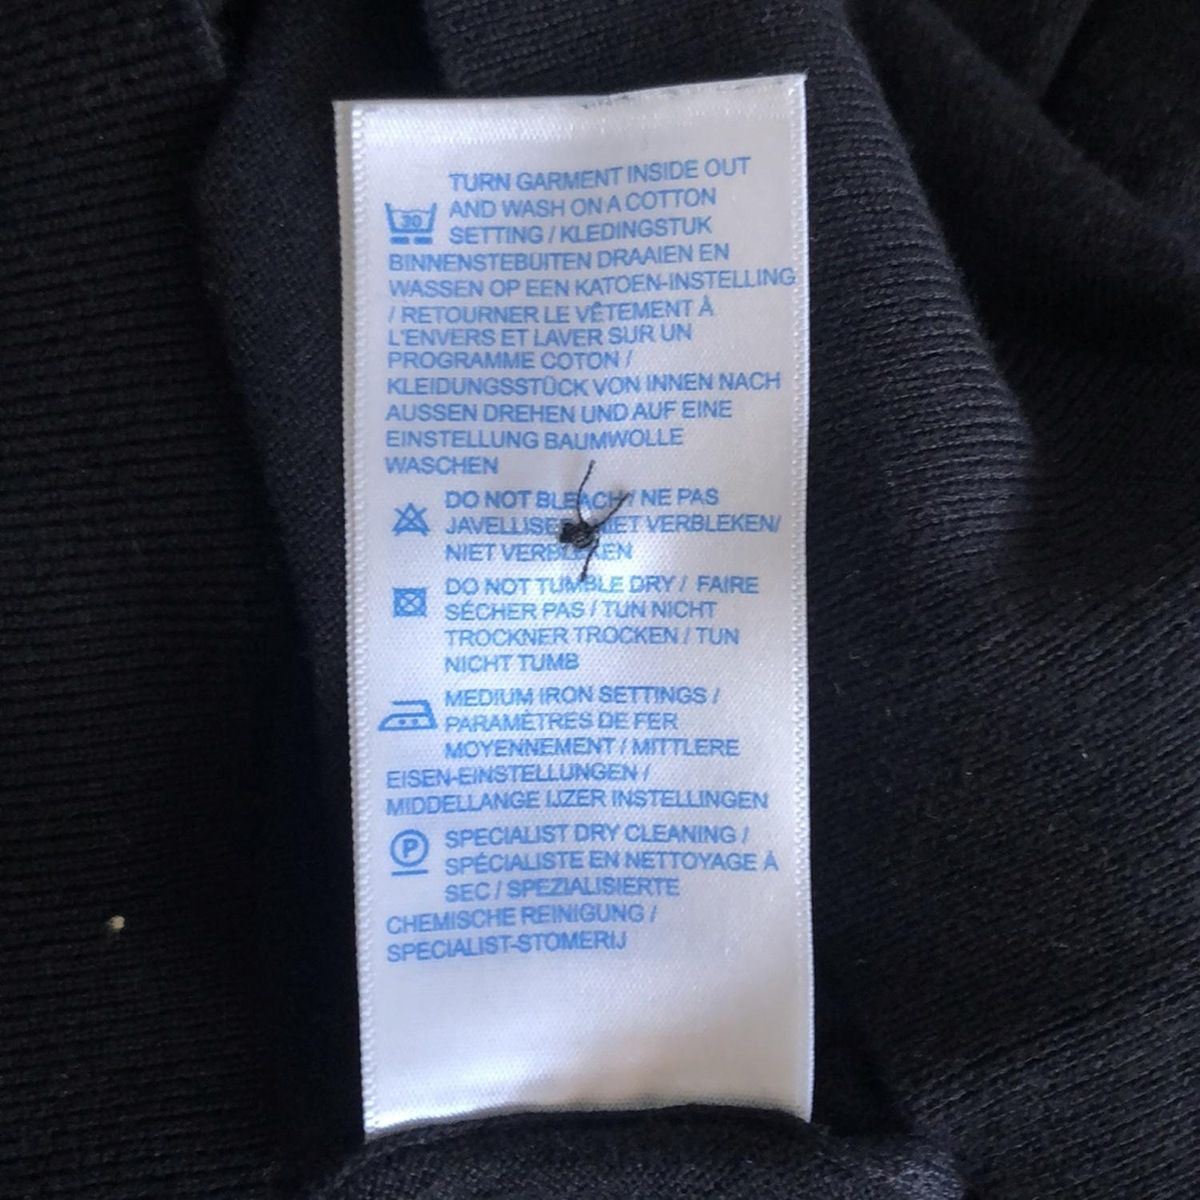 TURN GARMENT INSIDE OUT
30 AND WASH ON A COTTON
SETTING / KLEDINGSTUK
BINNENSTEBUITEN DRAAIEN EN
WASSEN OP EEN KATOEN-INSTELLING
/ RETOURNER LE VÊTEMENT À
L'ENVERS ET LAVER SUR UN
PROGRAMME COTON /
KLEIDUNGSSTÜCK VON INNEN NACH
AUSSEN DREHEN UND AUF EINE
EINSTELLUNG BAUMWOLLE
WASCHEN
DO NOT BLEACH / NE PAS
VERBLEKEN/
NIET
DO NOT TUMBLE DRY / FAIRE
SÉCHER PAS / TUN NICHT
TROCKNER TROCKEN / TUN
NICHT TUMB
MEDIUM IRON SETTINGS /
PARAMÈTRES DE FER
MOYENNEMENT / MITTLERE
EISEN-EINSTELLUNGEN /
MIDDELLANGE IJZER INSTELLINGEN
P SPECIALIST DRY CLEANING /
SPÉCIALISTE EN NETTOYAGE À
SEC / SPEZIALISIERTE
CHEMISCHE REINIGUNG /
SPECIALIST-STOMERIJ